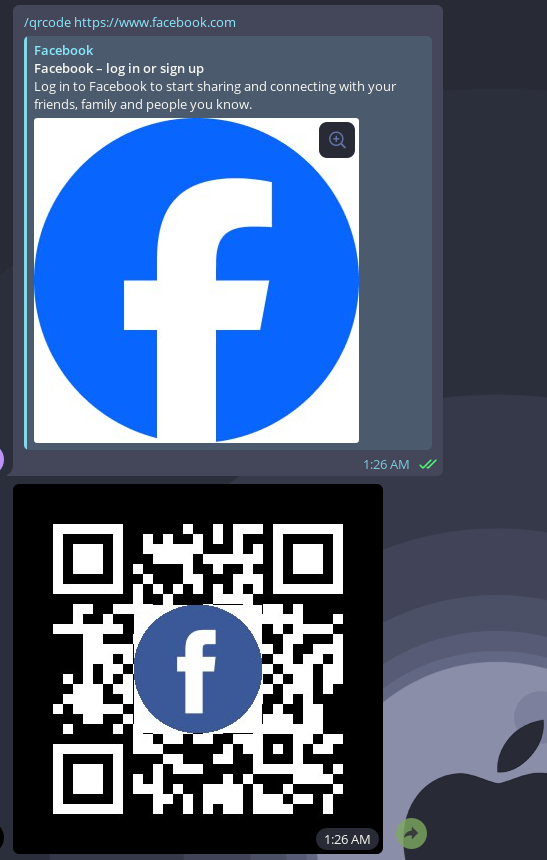 /qrcode https://www.facebook.com
Facebook
Facebook – log in or sign up
Log in to Facebook to start sharing and connecting with your
friends, family and people you know.
f
1:26 AM
f
1:26 AM